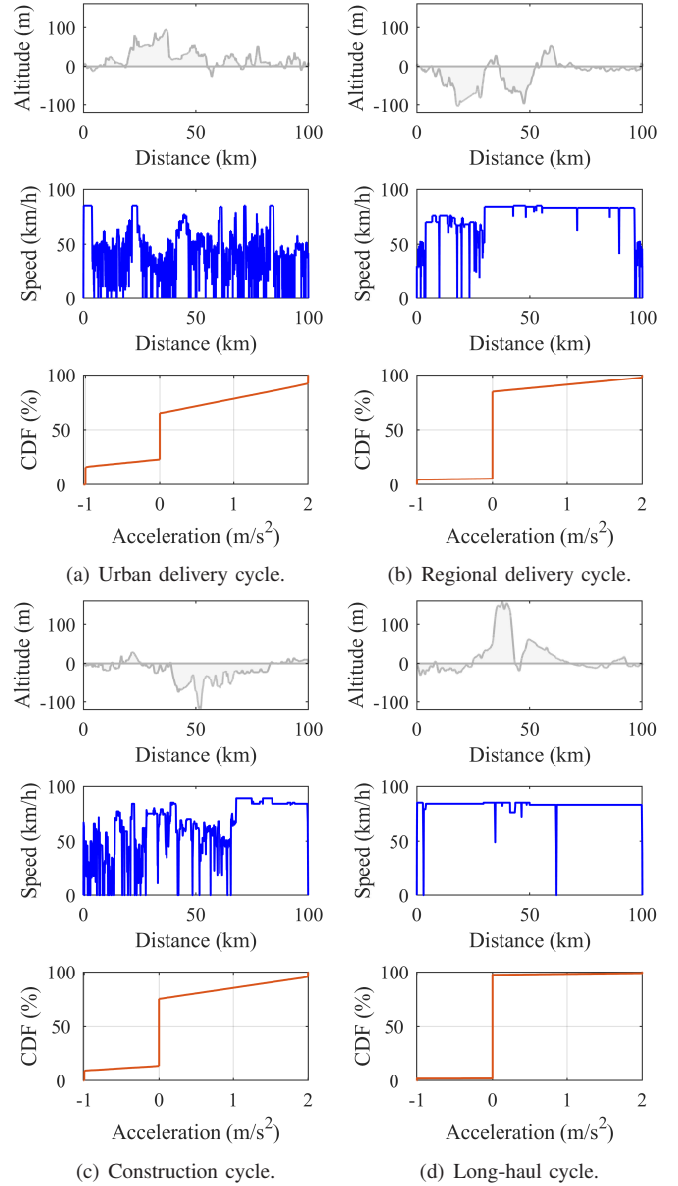 Altitude (m)
100
0
-100
0 50 100
Distance (km)
Altitude (m)
100
0
-100
0 50 100
Distance (km)
Speed (km/h)
100
50
0
0 50 100
Distance (km)
Speed (km/h)
100
50
0
0 50 100
Distance (km)
CDF (%)
100
50
0
-1 0 1 2
Acceleration (m/s²)
CDF (%)
100
50
0
-1 0 1 2
Acceleration (m/s²)
(a) Urban delivery cycle.
(b) Regional delivery cycle.
Altitude (m)
100
0
-100
0 50 100
Distance (km)
Altitude (m)
100
0
-100
0 50 100
Distance (km)
Speed (km/h)
100
50
0
0 50 100
Distance (km)
Speed (km/h)
100
50
0
0 50 100
Distance (km)
CDF (%)
100
50
0
-1 0 1 2
Acceleration (m/s²)
CDF (%)
100
50
0
-1 0 1 2
Acceleration (m/s²)
(c) Construction cycle.
(d) Long-haul cycle.